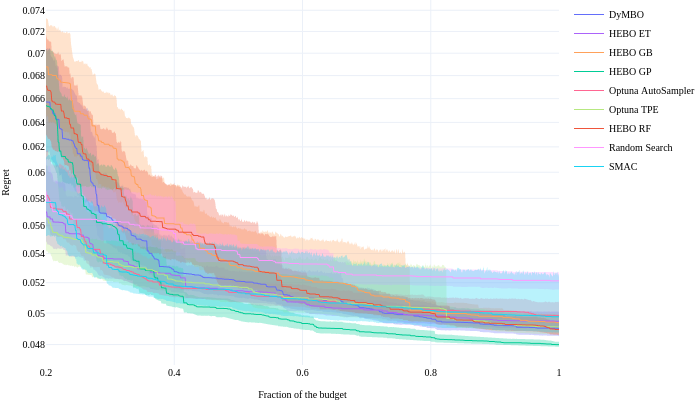 0.074
0.072
0.07
0.068
0.066
0.064
0.062
0.06
0.058
0.056
0.054
0.052
0.05
0.048
Regret
0.2
0.4
0.6
0.8
1
Fraction of the budget
DyMBO
HEBO ET
HEBO GB
HEBO GP
Optuna AutoSampler
Optuna TPE
HEBO RF
Random Search
SMAC